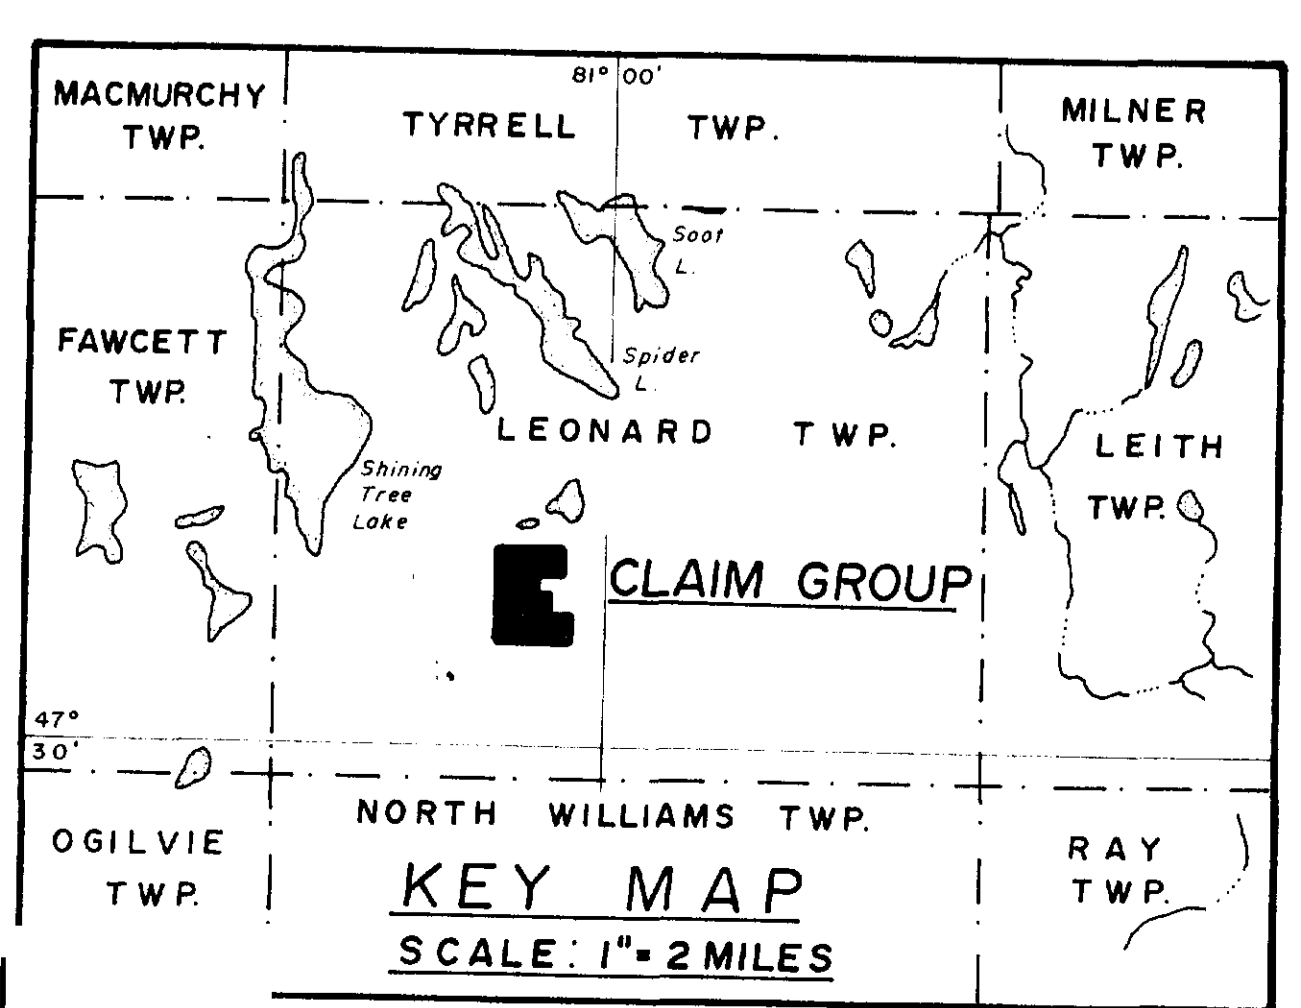 81° 00'
MACMURCHY
TWP.
TYRRELL TWP.
MILNER
TWP.
Soot
L.
FAWCETT
TWP.
Spider
L.
LEONARD TWP.
LEITH
TWP.
Shining
Tree
Lake
CLAIM GROUP
47°
30'
NORTH WILLIAMS TWP.
OGILVIE
TWP.
RAY
TWP.
KEY MAP
SCALE: 1"= 2 MILES